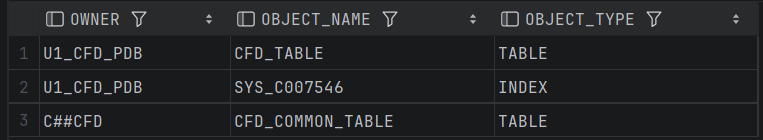 OWNER OBJECT_NAME OBJECT_TYPE
1 U1_CFD_PDB CFD_TABLE TABLE
2 U1_CFD_PDB SYS_C007546 INDEX
3 C##CFD CFD_COMMON_TABLE TABLE